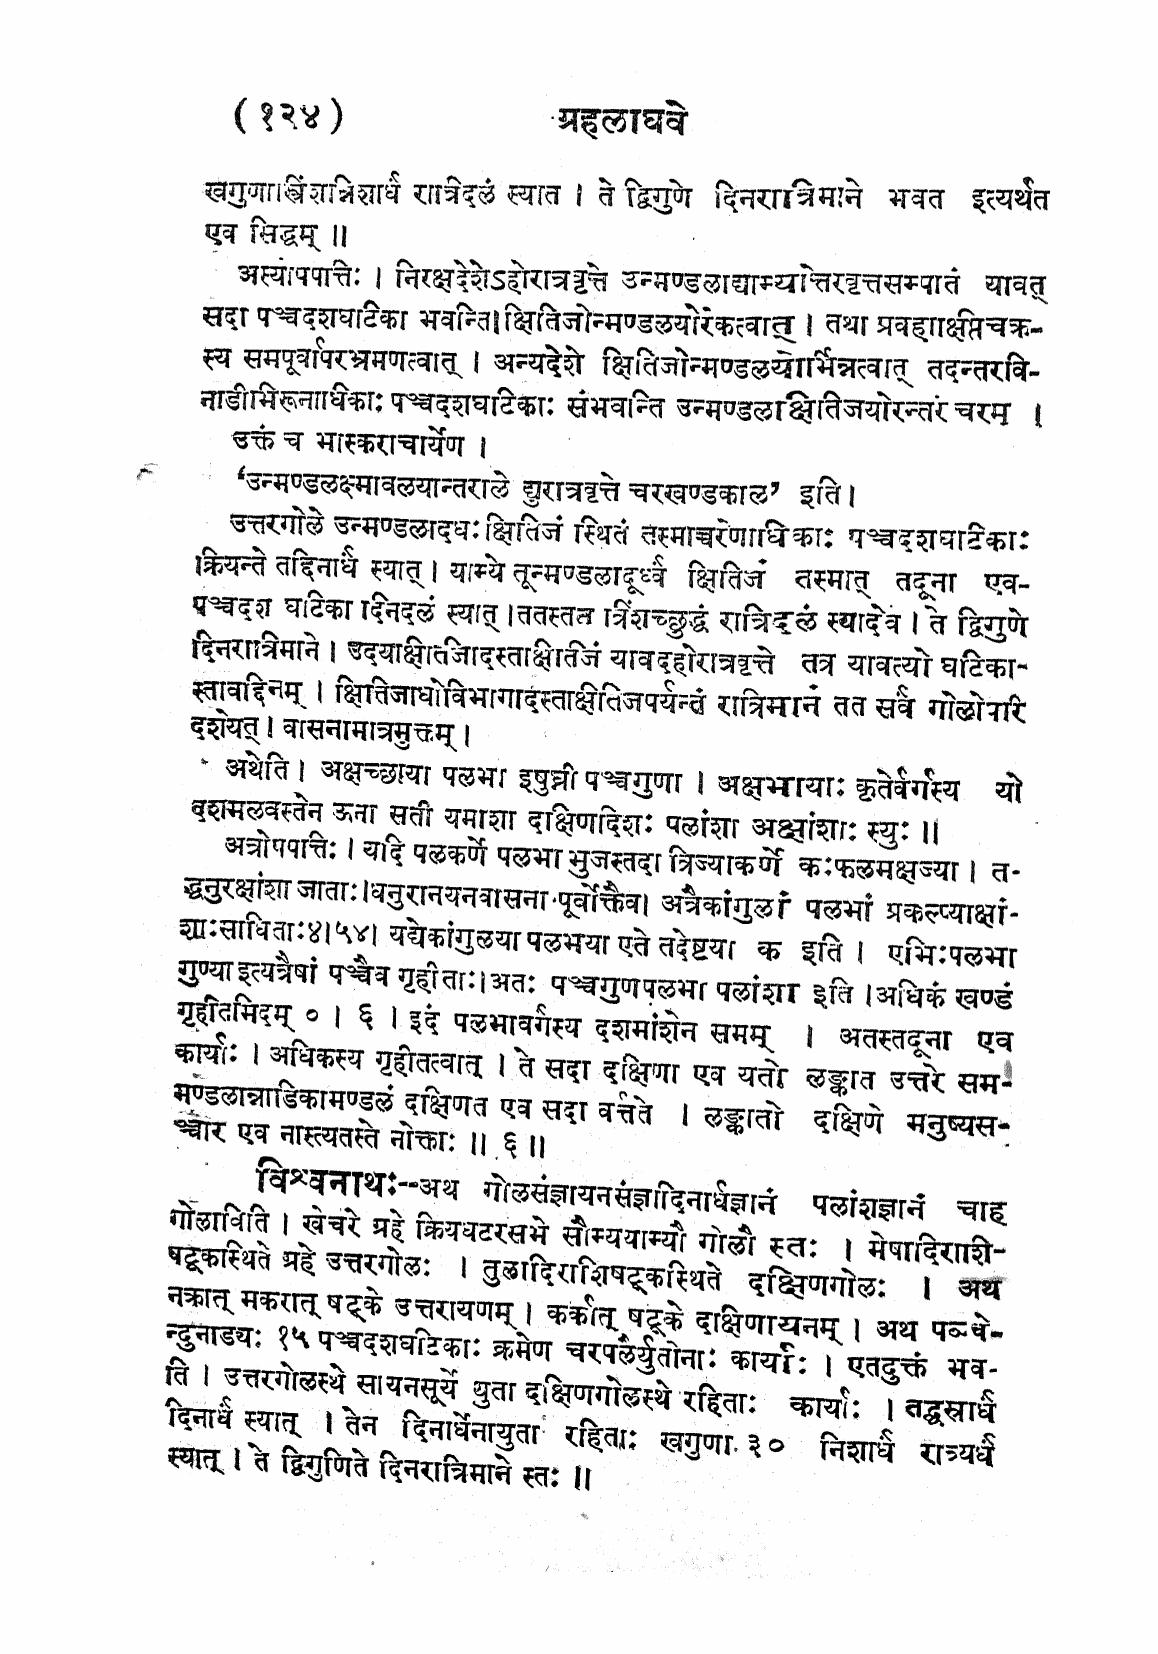 (१२४) ग्रहलाघवे
खगुणास्त्रिंशन्निशार्धं रात्रिदलं स्यात । ते द्विगुणे दिनरात्रिमाने भवत इत्यर्थत
एव सिद्धम् ॥
अस्योपपत्तिः । निरक्षदेशेऽहोरात्रवृत्ते उन्मण्डलाद्याम्योत्तरवृत्तसम्पातं यावत्
सदा पञ्चदशघटिका भवन्ति।क्षितिजोन्मण्डलयोरेकत्वात् । तथा प्रवहाक्षिप्तचक्र-
स्य समपूर्वापरभ्रमणत्वात् । अन्यदेशे क्षितिजोन्मण्डलयोर्भिन्नत्वात् तदन्तरवि-
नाडीभिरूनाधिकाः पञ्चदशघटिकाः संभवान्ति उन्मण्डलाक्षितिजयोरन्तरं चरम् ।
उक्तं च भास्कराचार्येण ।
‘उन्मण्डलक्ष्मावलयान्तराले द्युरात्रवृत्ते चरखण्डकाल’ इति।
उत्तरगोले उन्मण्डलादधःक्षितिजं स्थितं तस्माच्चरेणाधिकाः पञ्चदशघटिकाः
क्रियन्ते तद्दिनार्धं स्यात् । याम्ये तून्मण्डलादूर्ध्वं क्षितिजं तस्मात् तदूना एव-
पञ्चदश घटिका दिनदलं स्यात् ।ततस्तत त्रिंशच्छुद्धं रात्रिदलं स्यादेव । ते द्विगुणे
दिनरात्रिमाने । उदयाक्षितिजादस्ताक्षितिजं यावदहोरात्रवृत्ते तत्र यावत्यो घटिका-
स्तावद्दिनम् । क्षितिजाधोविभागादस्ताक्षीतिजपर्यन्तं रात्रिमानं तत सर्वं गोलोपरि
दर्शयेत् । वासनामात्रमुक्तम् ।
अथेति । अक्षच्छाया पलभा इषुघ्नी पञ्चगुणा । अक्षभायाः कृतेर्वर्गस्य यो
दशमलवस्तेन ऊना सती यमाशा दाक्षिणदिशः पलांशा अक्षांशाः स्युः ॥
अत्रोपपत्तिः । यदि पलकर्णे पलभा भुजस्तदा त्रिज्याकर्णे कःफलमक्षज्या । त-
द्धनुरक्षांशा जाताः।धनुरानयनवासना पूर्वोक्तैव। अत्रैकांगुलां पलभां प्रकल्प्याक्षां-
शाःसाधिताः४।५४। यद्येकांगुलया पलभया एते तदेष्टया क इति । एभिःपलभा
गुण्या इत्यत्रैषां पञ्चैव गृहीताः।अतः पञ्चगुणपलभा पलांशा इति ।अधिकं खण्डं
गृहीतमिदम् ० । ६ । इदं पलभावर्गस्य दशमांशेन समम् । अतस्तदूना एव
कार्याः । अधिकस्य गृहीतत्वात् । ते सदा दक्षिणा एव यतो लङ्कात उत्तरे सम-
मण्डलान्नाडिकामण्डलं दक्षिणत एव सदा वर्त्तते । लङ्कातो दक्षिणे मनुष्यस-
ञ्चार एव नास्त्यतस्ते नोक्ताः ॥ ६ ॥
विश्वनाथः--अथ गोलसंज्ञायनसंज्ञादिनार्धज्ञानं पलांशज्ञानं चाह
गोलाविति । खेचरे ग्रहे क्रियघटरसभे सौम्ययाम्यौ गोलौ स्तः । मेषादिराशि-
षट्कस्थिते ग्रहे उत्तरगोलः । तुलादिराशिषट्कस्थिते दक्षिणगोलः । अथ
नक्रात् मकरात् षट्के उत्तरायणम् । कर्कात् षट्के दाक्षिणायनम् । अथ पञ्चे-
न्दुनाड्यः १५ पञ्चदशघटिकाः क्रमेण चरपलैर्युतोनाः कार्याः । एतदुक्तं भव-
ति । उत्तरगोलस्थे सायनसूर्ये युता दक्षिणगोलस्थे रहिताः कार्याः । तद्घस्रार्धं
दिनार्धं स्यात् । तेन दिनार्धेनायुता रहिताः खगुणा ३० निशार्धं रात्र्यर्धं
स्यात् । ते द्विगुणिते दिनरात्रिमाने स्तः ॥